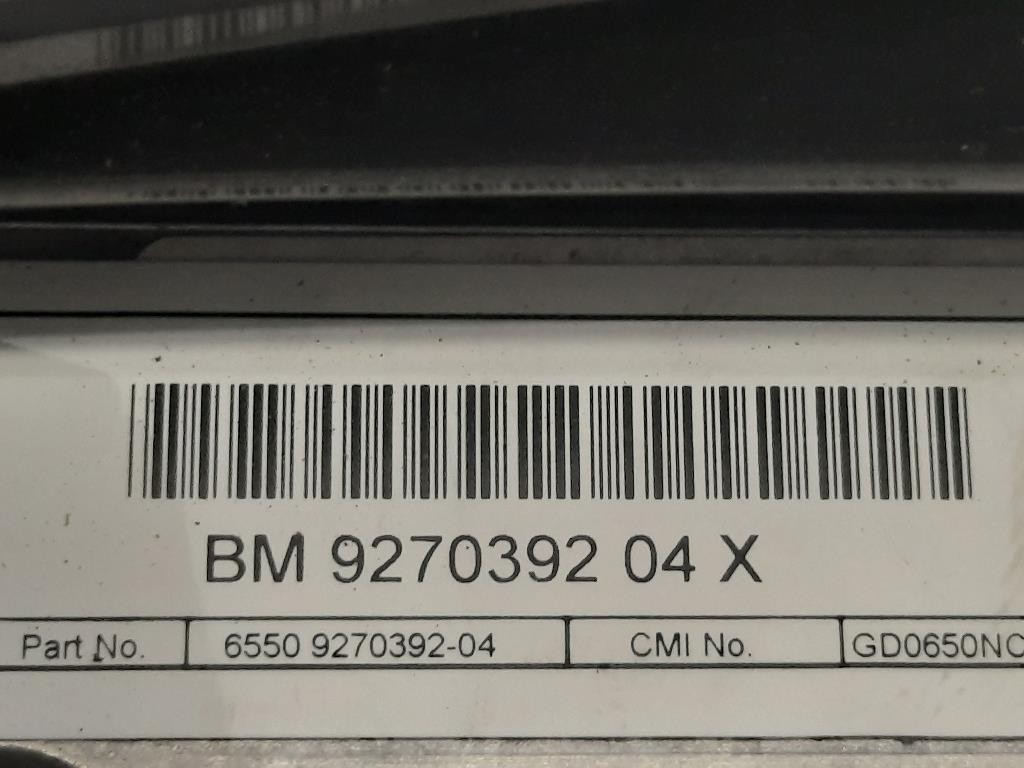 BM 9270392 04 X
Part No. 6550 9270392-04 CMI No. GD0650NC